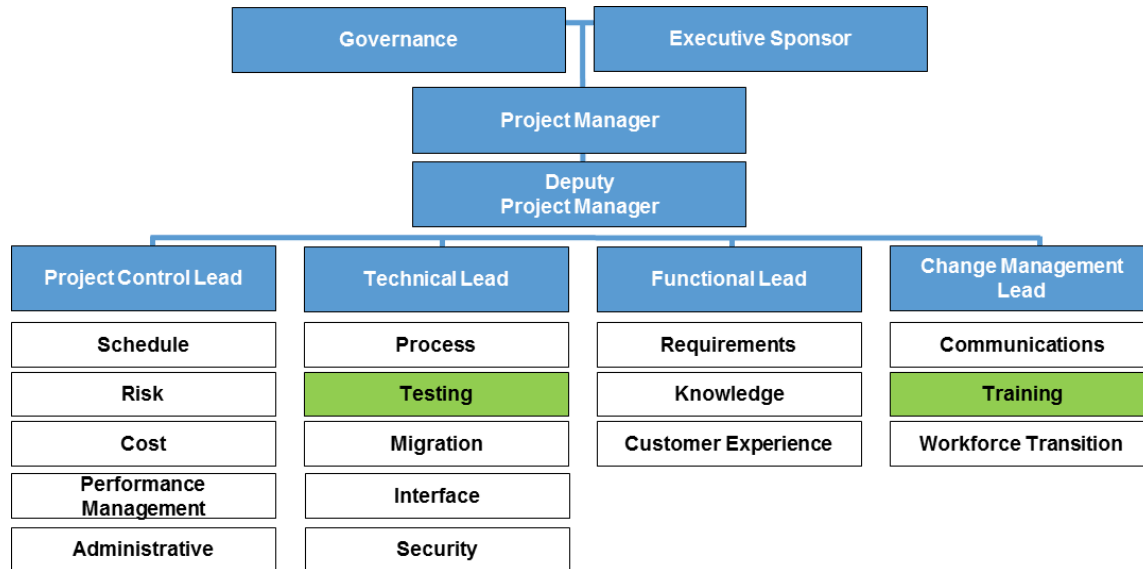 Governance
Executive Sponsor
Project Manager
Deputy
Project Manager
Project Control Lead
Technical Lead
Functional Lead
Change Management
Lead
Schedule
Process
Requirements
Communications
Risk
Testing
Knowledge
Training
Cost
Migration
Customer Experience
Workforce Transition
Performance
Management
Interface
Administrative
Security